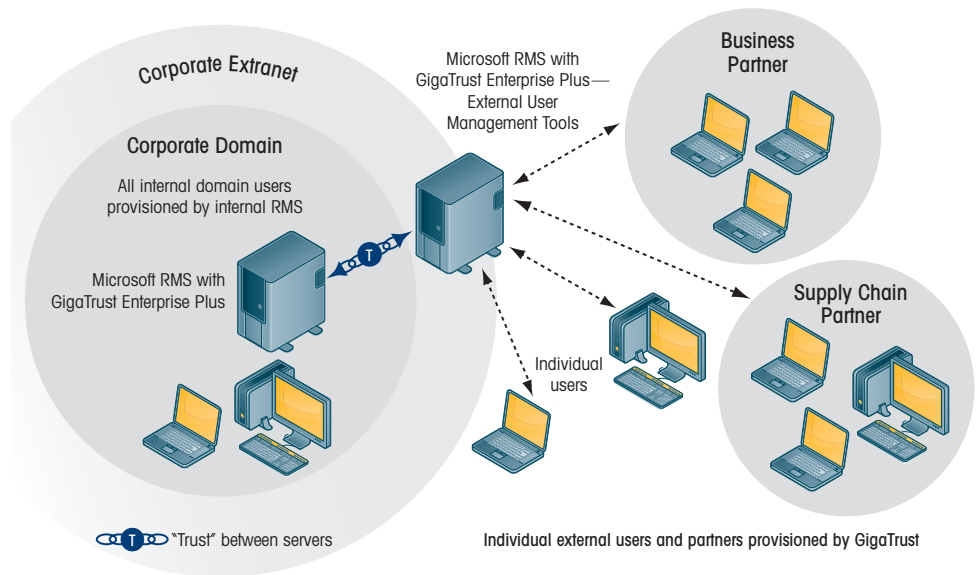 Corporate Extranet
Corporate Domain
All internal domain users
provisioned by internal RMS
Microsoft RMS with
GigaTrust Enterprise Plus
T
Microsoft RMS with
GigaTrust Enterprise Plus—
External User
Management Tools
Business
Partner
Supply Chain
Partner
Individual
users
T
"Trust" between servers
Individual external users and partners provisioned by GigaTrust